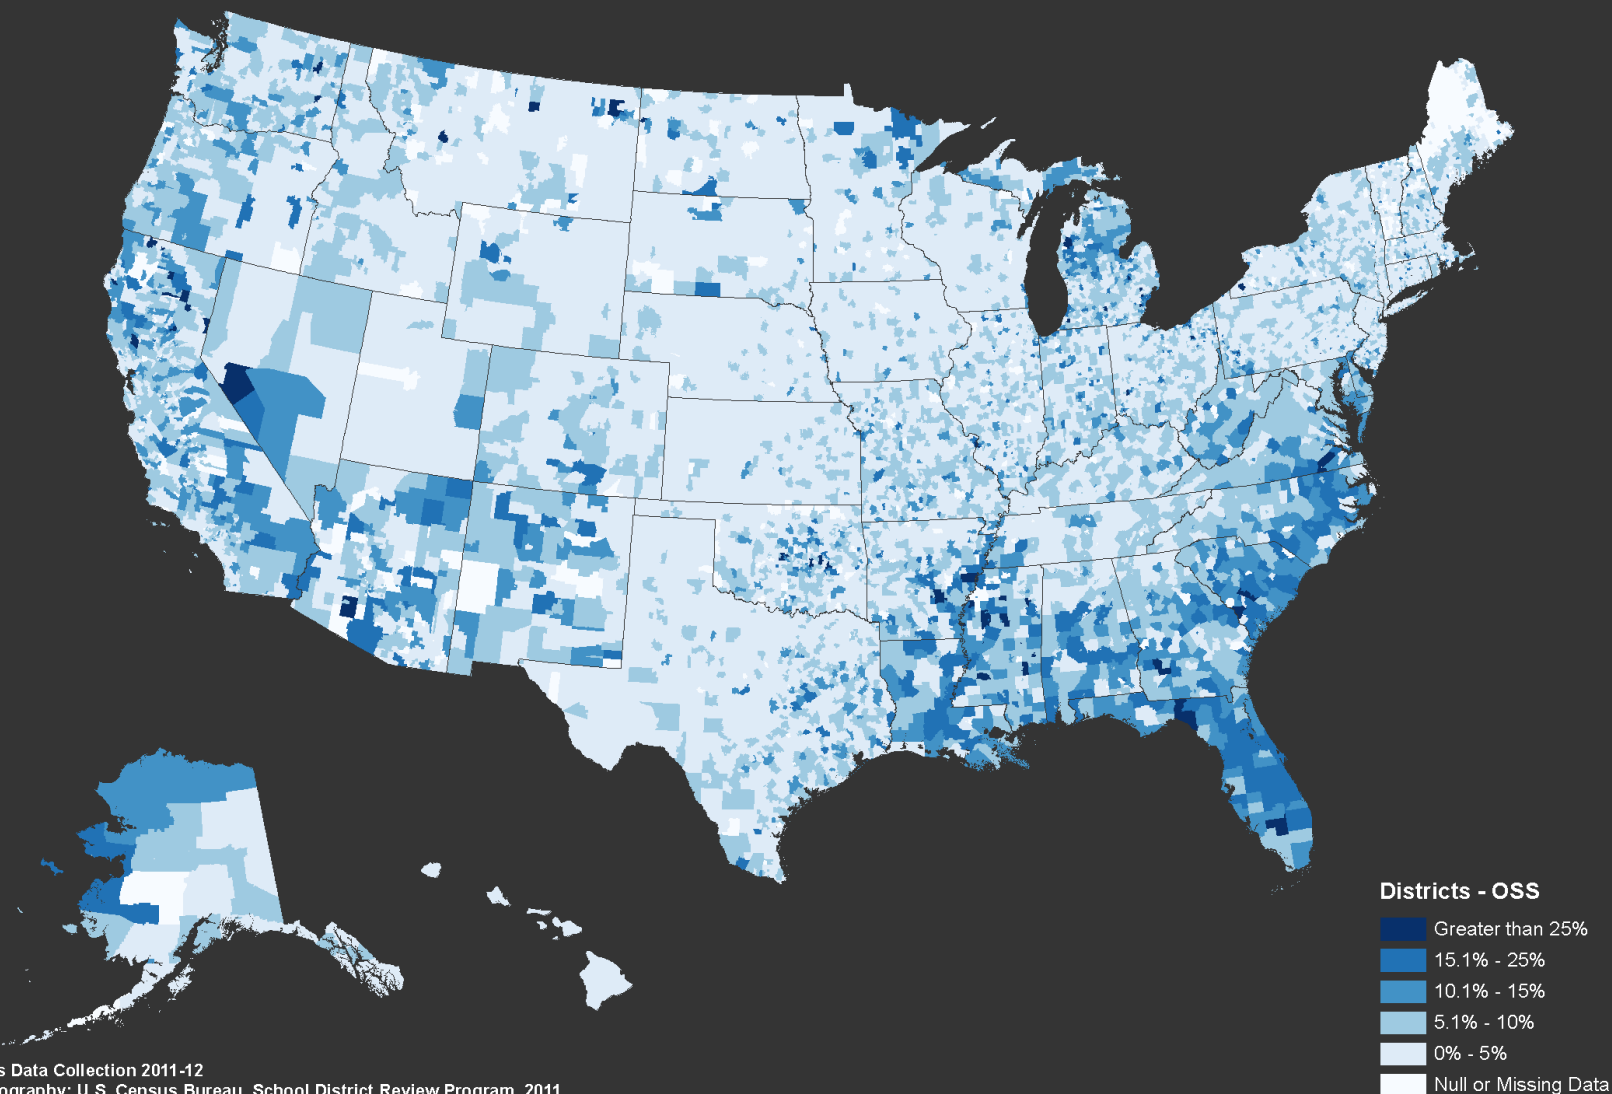 Districts - OSS
Greater than 25%
15.1% - 25%
10.1% - 15%
5.1% - 10%
0% - 5%
Null or Missing Data
Data Collection 2011-12
U.S. Census Bureau, School District Review Program, 2011